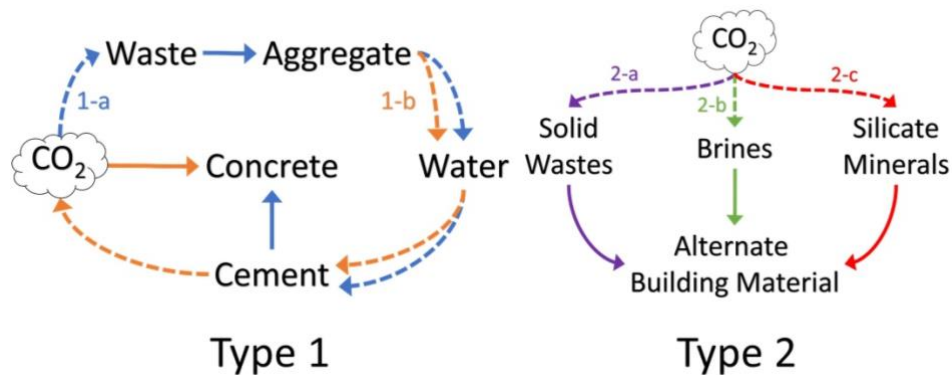 Waste
Aggregate
1-a
1-b
CO₂
Concrete
Water
Cement
Type 1
CO₂
2-a
2-b
2-c
Solid
Wastes
Brines
Silicate
Minerals
Alternate
Building Material
Type 2